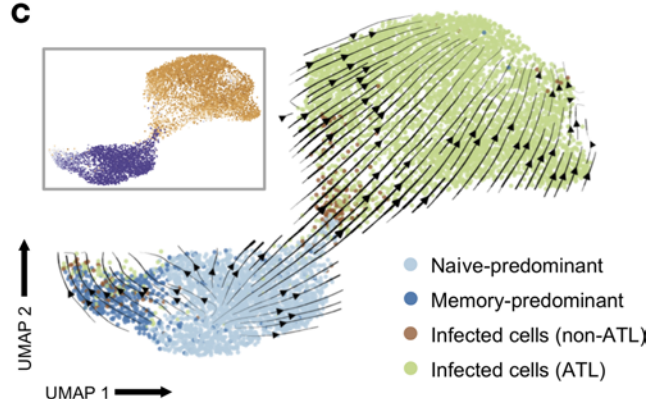 c
Naive-predominant
Memory-predominant
Infected cells (non-ATL)
Infected cells (ATL)
UMAP 2
UMAP 1